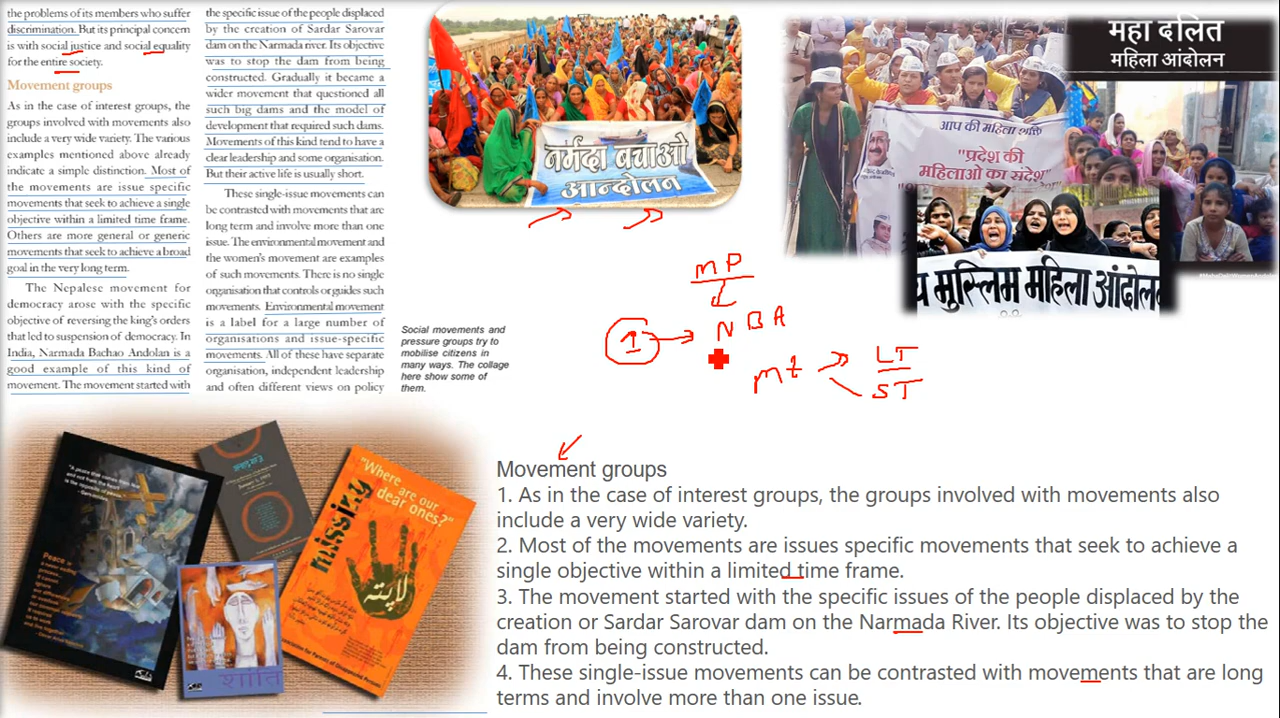 the problems of its members who suffer
discrimination. But its principal concern
is with social justice and social equality
for the entire society.
Movement groups
As in the case of interest groups, the
groups involved with movements also
include a very wide variety. The various
examples mentioned above already
indicate a simple distinction. Most of
the movements are issue specific
movements that seek to achieve a single
objective within a limited time frame.
Others are more general or generic
movements that seek to achieve a broad
goal in the very long term.
The Nepalese movement for
democracy arose with the specific
objective of reversing the king's orders
that led to suspension of democracy. In
India, Narmada Bachao Andolan is a
good example of this kind of
movement. The movement started with
the specific issue of the people displaced
by the creation of Sardar Sarovar
dam on the Narmada river. Its objective
was to stop the dam from being
constructed. Gradually it became a
wider movement that questioned all
such big dams and the model of
development that required such dams.
Movements of this kind tend to have a
clear leadership and some organisation.
But their active life is usually short.
These single-issue movements can
be contrasted with movements that are
long term and involve more than one
issue. The environmental movement and
the women's movement are examples
of such movements. There is no single
organisation that controls or guides such
movements. Environmental movement
is a label for a large number of
organisations and issue-specific
movements. All of these have separate
organisation, independent leadership
and often different views on policy
Social movements and
pressure groups try to
mobilise citizens in
many ways. The collage
here show some of
them.
नर्मदा बचाओ
आन्दोलन
महा दलित
महिला आंदोलन
आप की महिला शक्ति
"प्रदेश की
महिलाओ का संदेश"
मुस्लिम महिला आंदोलन
MP
1
NBA
mt
LT
ST
"Where are our
dear ones?"
missing
لاپتہ
Peace is
शांति
Movement groups
1. As in the case of interest groups, the groups involved with movements also
include a very wide variety.
2. Most of the movements are issues specific movements that seek to achieve a
single objective within a limited time frame.
3. The movement started with the specific issues of the people displaced by the
creation or Sardar Sarovar dam on the Narmada River. Its objective was to stop the
dam from being constructed.
4. These single-issue movements can be contrasted with movements that are long
terms and involve more than one issue.